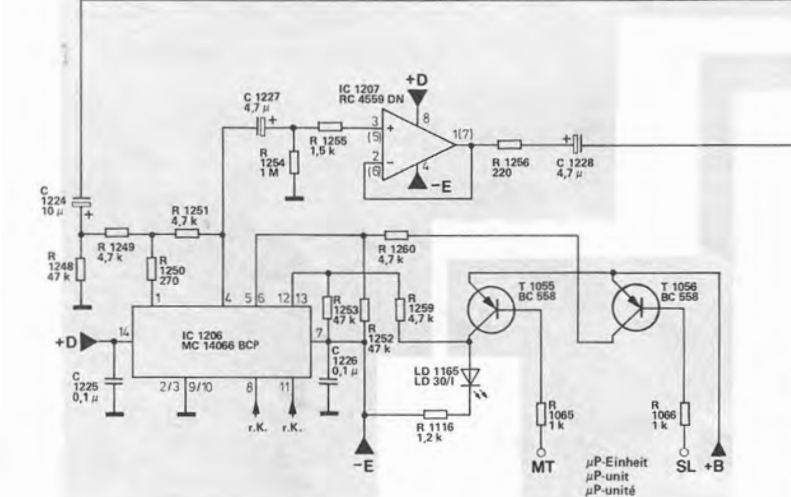 +D
IC 1207
RC 4559 DN
C 1227
4,7 µ
+
3
(5)
+
8
1(7)
R 1255
1,5 k
R
1254
1 M
2
(6)
−
4
−E
R 1256
220
+
C 1228
4,7 µ
C
1224
10 µ
+
R 1251
4,7 k
R 1249
4,7 k
R
1248
47 k
R
1250
270
R 1260
4,7 k
1
4
5
6
12
13
R
1253
47 k
R
1259
4,7 k
T 1055
BC 558
T 1056
BC 558
+D
14
IC 1206
MC 14066 BCP
7
C
1226
0,1 µ
R
1252
47 k
C
1225
0,1 µ
2/3
9/10
8
11
r.K.
r.K.
LD 1165
LD 30/I
R 1116
1,2 k
R
1065
1 k
R
1066
1 k
−E
MT
SL
+B
µP-Einheit
µP-unit
µP-unité